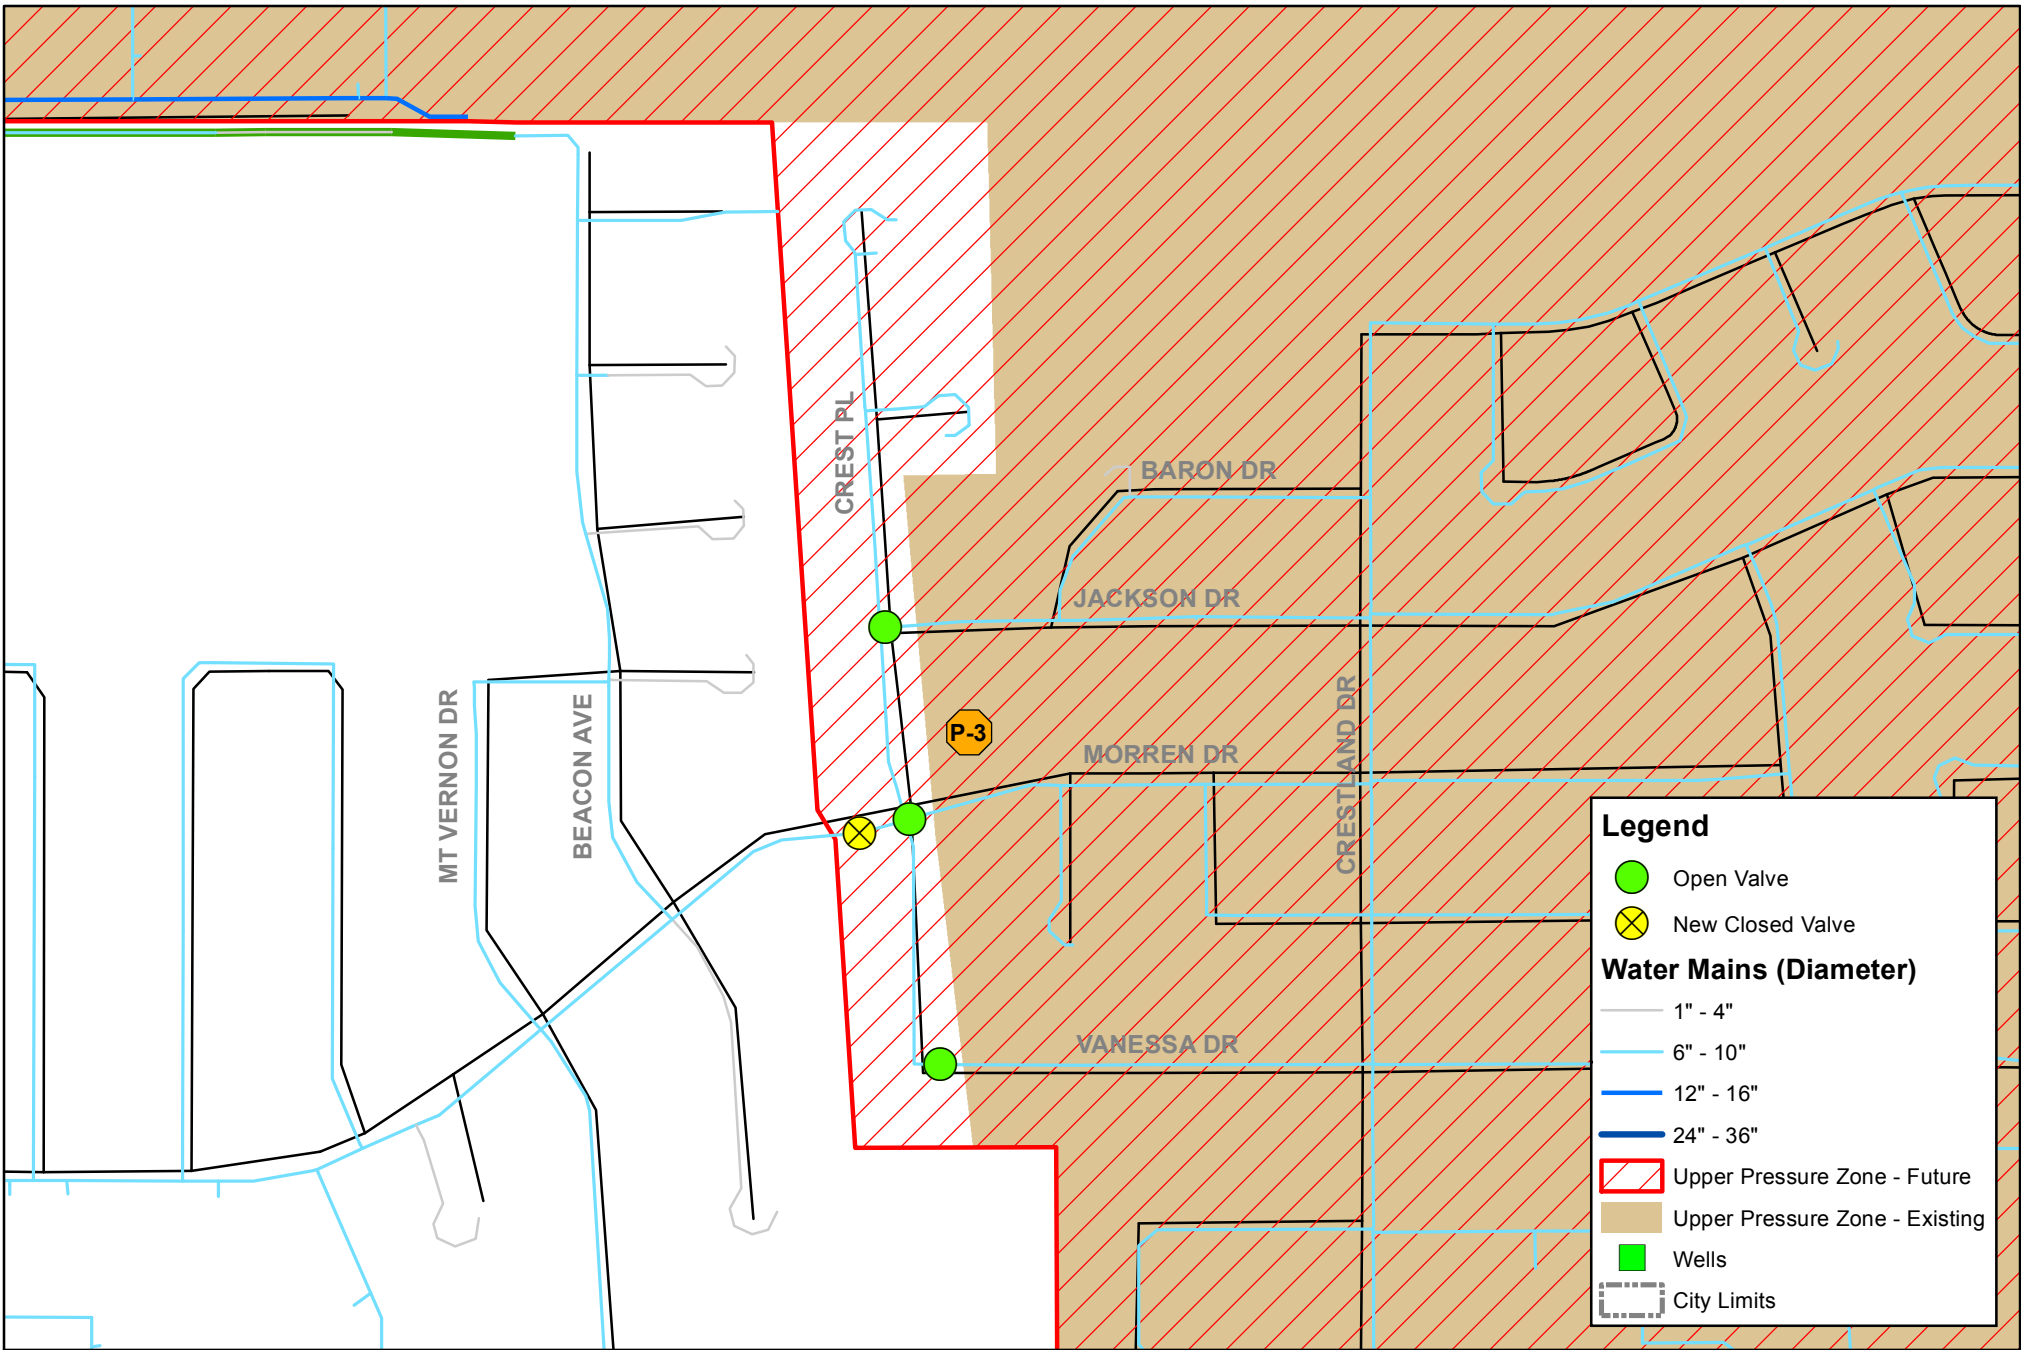 CREST PL
BARON DR
JACKSON DR
MT VERNON DR
BEACON AVE
P-3
MORREN DR
CRESTLAND DR
VANESSA DR
Legend
Open Valve
New Closed Valve
Water Mains (Diameter)
1" - 4"
6" - 10"
12" - 16"
24" - 36"
Upper Pressure Zone - Future
Upper Pressure Zone - Existing
Wells
City Limits